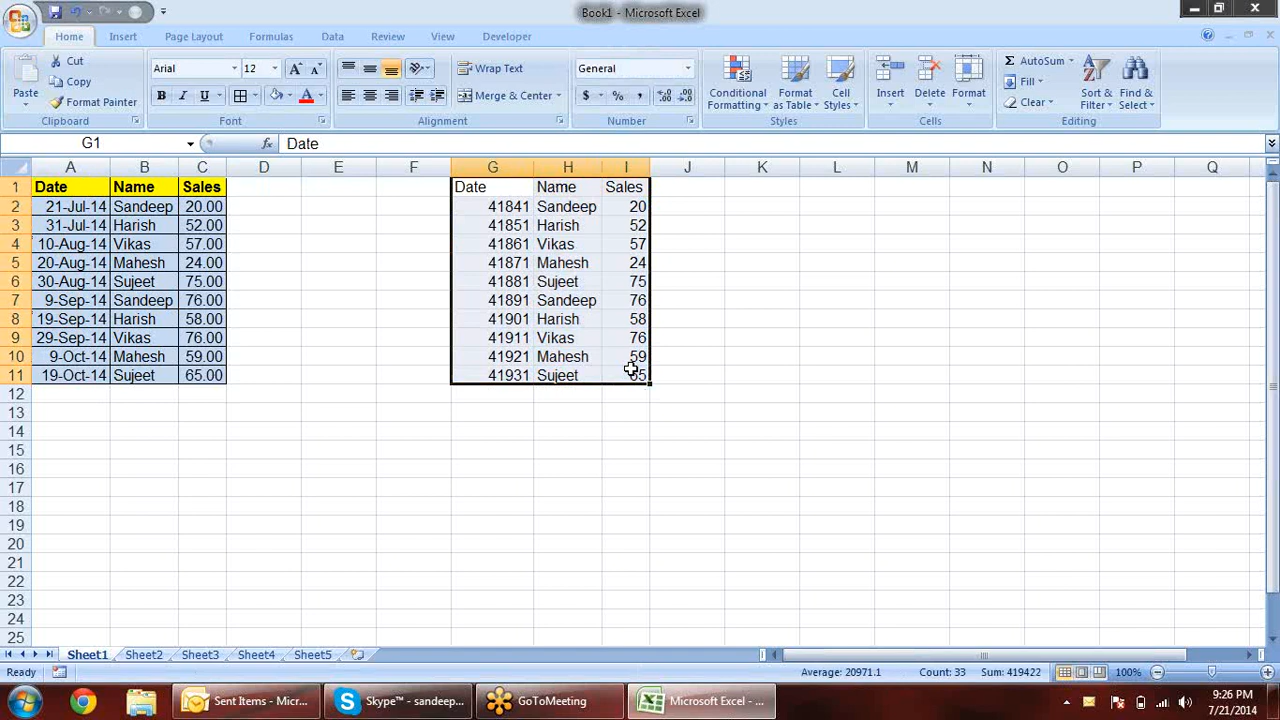 Book1 - Microsoft Excel
Home Insert Page Layout Formulas Data Review View Developer
Paste
Cut
Copy
Format Painter
Clipboard
Arial 12
B I U A
Font
Wrap Text
Merge & Center
Alignment
General
$ % ,
Number
Conditional Formatting
Format as Table
Cell Styles
Styles
Insert Delete Format
Cells
Σ AutoSum
Fill
Clear
Sort & Filter
Find & Select
Editing
G1 fx Date
A B C D E F G H I J K L M N O P Q
1 Date Name Sales Date Name Sales
2 21-Jul-14 Sandeep 20.00 41841 Sandeep 20
3 31-Jul-14 Harish 52.00 41851 Harish 52
4 10-Aug-14 Vikas 57.00 41861 Vikas 57
5 20-Aug-14 Mahesh 24.00 41871 Mahesh 24
6 30-Aug-14 Sujeet 75.00 41881 Sujeet 75
7 9-Sep-14 Sandeep 76.00 41891 Sandeep 76
8 19-Sep-14 Harish 58.00 41901 Harish 58
9 29-Sep-14 Vikas 76.00 41911 Vikas 76
10 9-Oct-14 Mahesh 59.00 41921 Mahesh 59
11 19-Oct-14 Sujeet 65.00 41931 Sujeet 65
12
13
14
15
16
17
18
19
20
21
22
23
24
25
Sheet1 Sheet2 Sheet3 Sheet4 Sheet5
Ready Average: 20971.1 Count: 33 Sum: 419422 100%
Sent Items - Micr... Skype™ - sandeep... GoToMeeting Microsoft Excel - ... 9:26 PM
7/21/2014